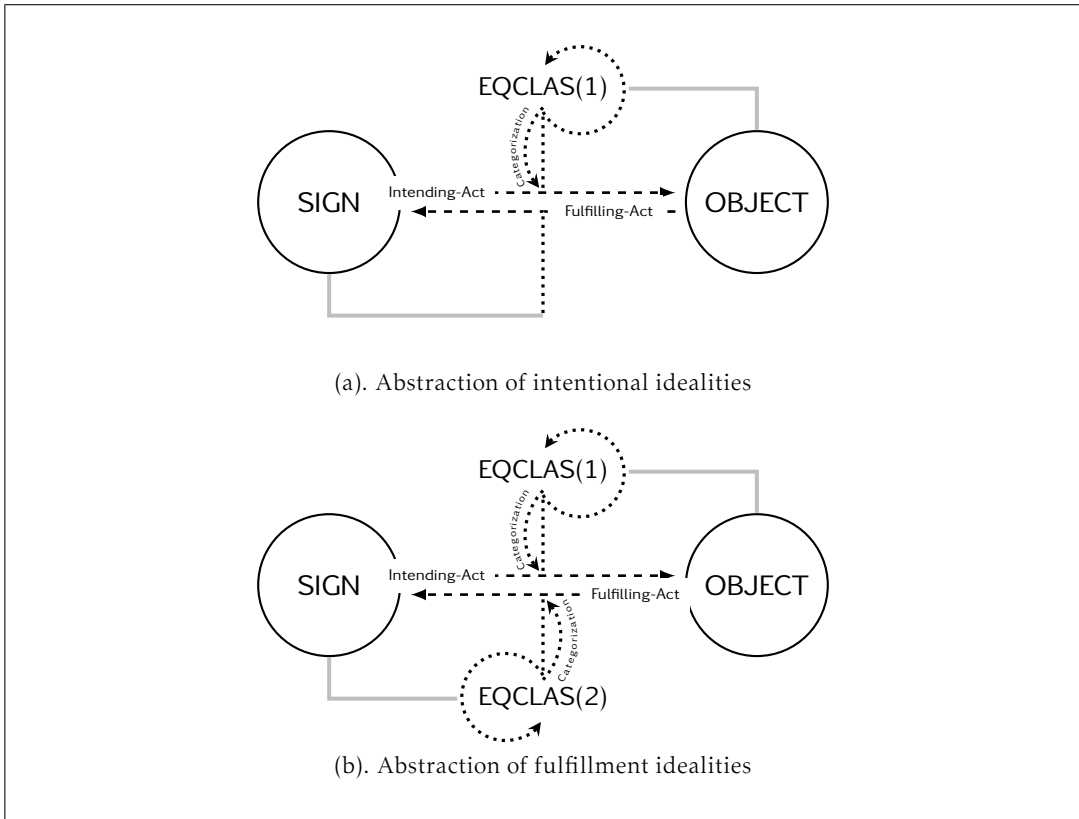 EQCLAS(1)
Categorization
SIGN
Intending-Act
Fulfilling-Act
OBJECT
(a). Abstraction of intentional idealities
EQCLAS(1)
Categorization
SIGN
Intending-Act
Fulfilling-Act
OBJECT
Categorization
EQCLAS(2)
(b). Abstraction of fulfillment idealities